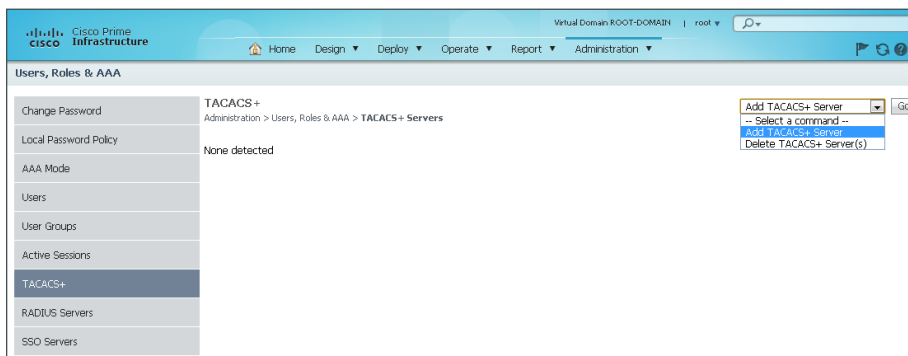 Virtual Domain ROOT-DOMAIN | root
Cisco Prime
CISCO Infrastructure
Home Design Deploy Operate Report Administration
Users, Roles & AAA
Change Password
Local Password Policy
AAA Mode
Users
User Groups
Active Sessions
TACACS+
RADIUS Servers
SSO Servers
TACACS+
Administration > Users, Roles & AAA > TACACS+ Servers
None detected
Add TACACS+ Server
-- Select a command --
Add TACACS+ Server
Delete TACACS+ Server(s)